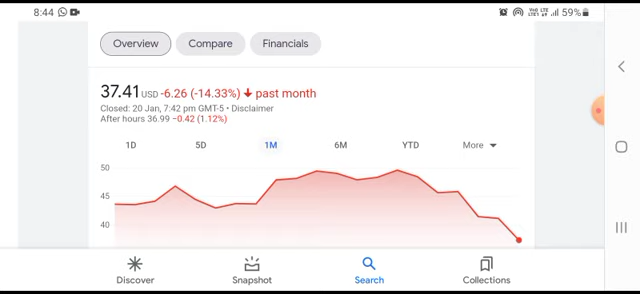 8:44 59%
Overview Compare Financials
37.41 USD -6.26 (-14.33%) past month
Closed: 20 Jan, 7:42 pm GMT-5 • Disclaimer
After hours 36.99 −0.42 (1.12%)
1D 5D 1M 6M YTD More
50
45
40
Discover Snapshot Search Collections